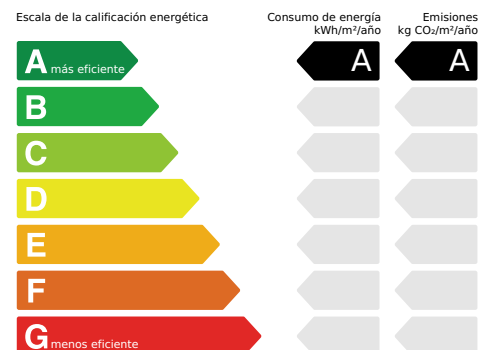 Escala de la calificación energética
Consumo de energía
kWh/m²/año
Emisiones
kg CO₂/m²/año
A más eficiente
A
A
B
C
D
E
F
G menos eficiente